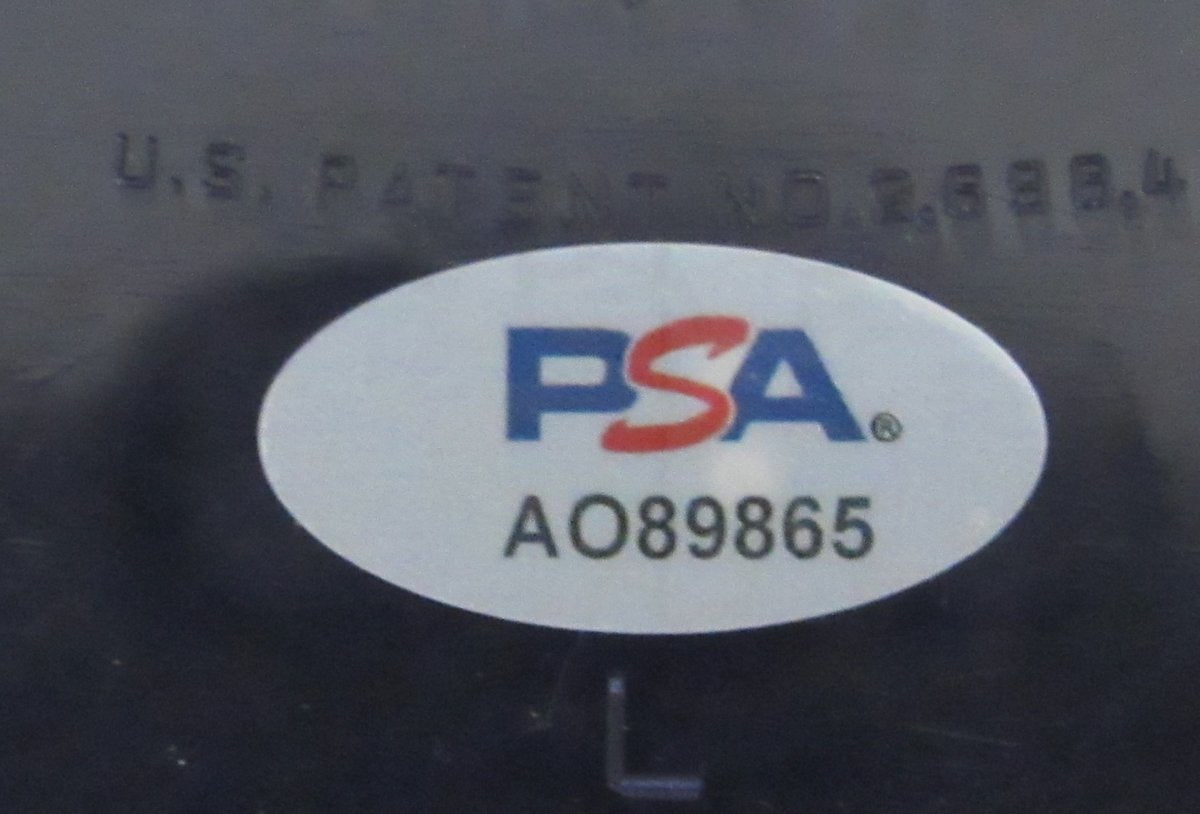 U.S. PATENT NO.
PSA®
AO89865
L